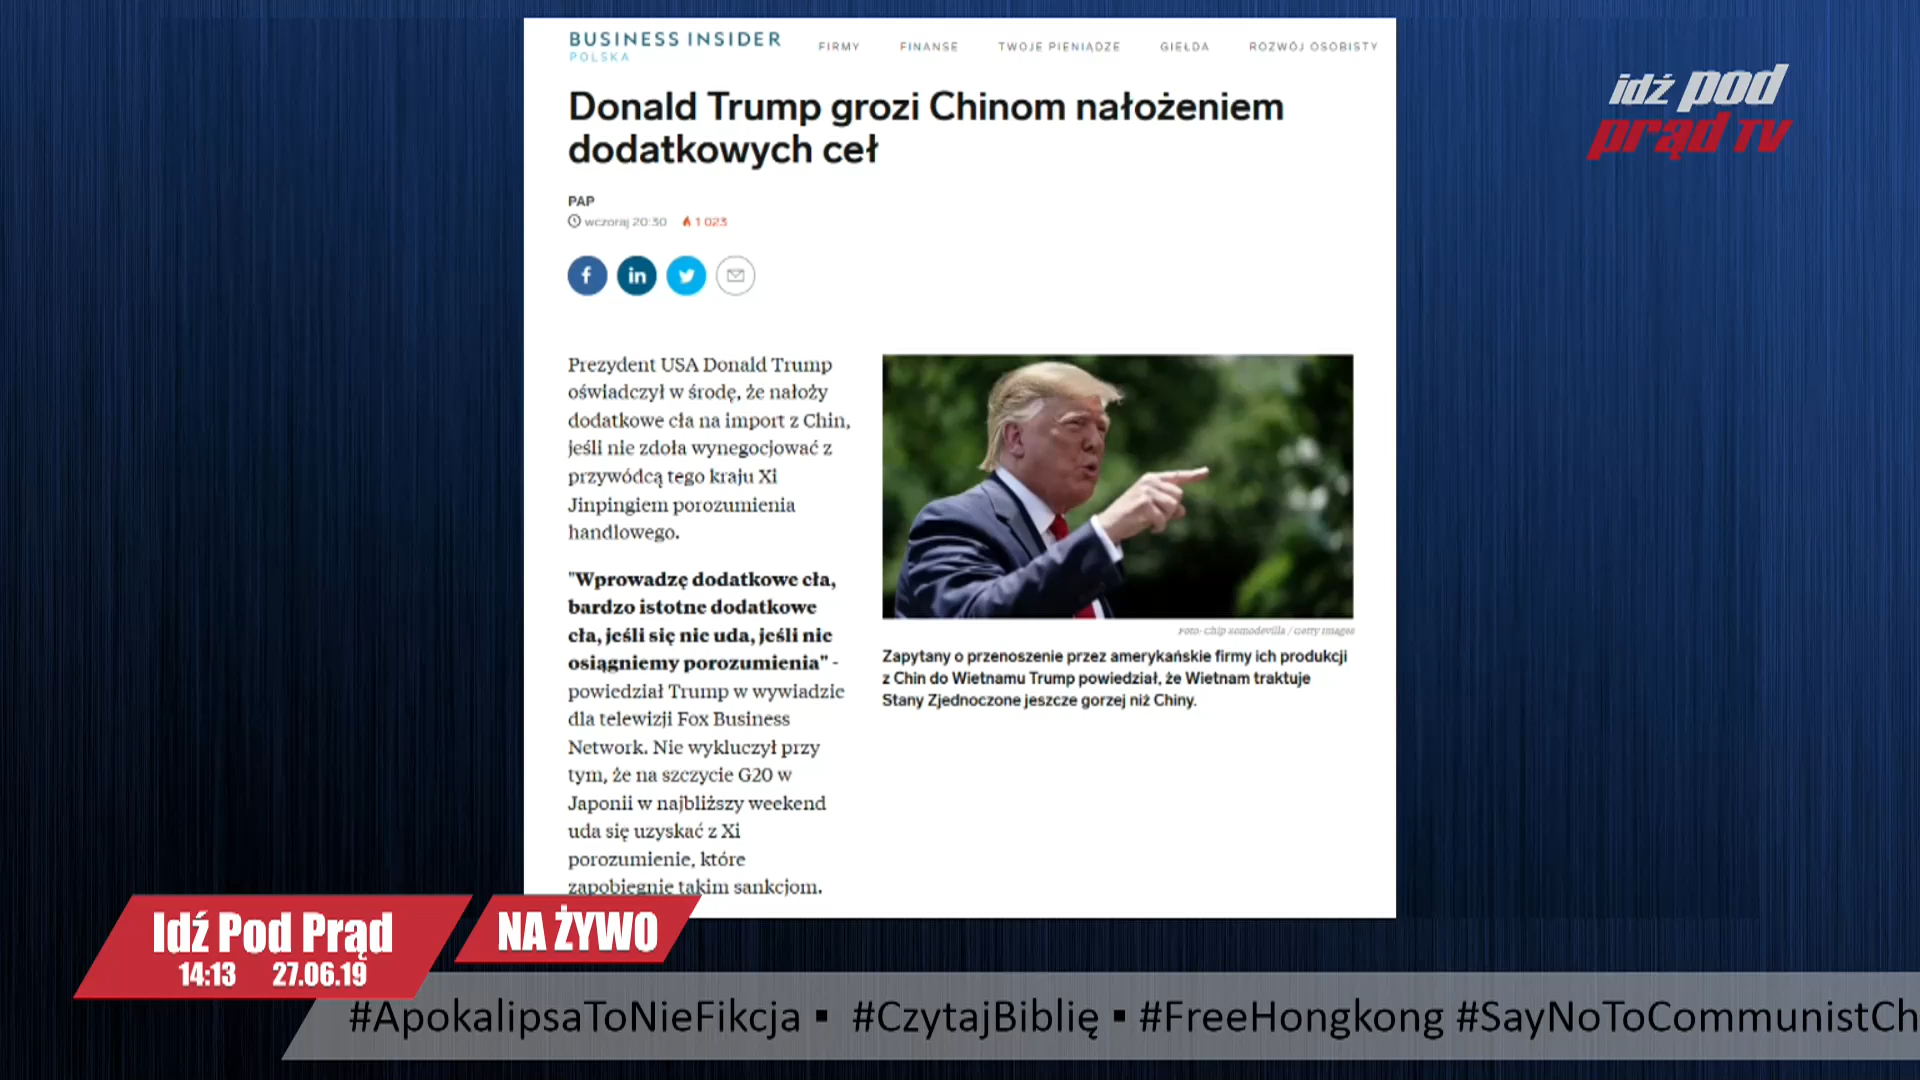 BUSINESS INSIDER
POLSKA
FIRMY FINANSE TWOJE PIENIĄDZE GIEŁDA ROZWÓJ OSOBISTY
idź pod
prąd TV
Donald Trump grozi Chinom nałożeniem
dodatkowych ceł
PAP
wczoraj 20:30 1 023
f in
Prezydent USA Donald Trump
oświadczył w środę, że nałoży
dodatkowe cła na import z Chin,
jeśli nie zdoła wynegocjować z
przywódcą tego kraju Xi
Jinpingiem porozumienia
handlowego.
"Wprowadzę dodatkowe cła,
bardzo istotne dodatkowe
cła, jeśli się nie uda, jeśli nie
osiągniemy porozumienia" -
powiedział Trump w wywiadzie
dla telewizji Fox Business
Network. Nie wykluczył przy
tym, że na szczycie G20 w
Japonii w najbliższy weekend
uda się uzyskać z Xi
porozumienie, które
zapobiegnie takim sankcjom.
Foto: Chip Somodevilla / Getty Images
Zapytany o przenoszenie przez amerykańskie firmy ich produkcji
z Chin do Wietnamu Trump powiedział, że Wietnam traktuje
Stany Zjednoczone jeszcze gorzej niż Chiny.
Idź Pod Prąd
14:13 27.06.19
NA ŻYWO
#ApokalipsaToNieFikcja ▪ #CzytajBiblię ▪ #FreeHongkong #SayNoToCommunistCh